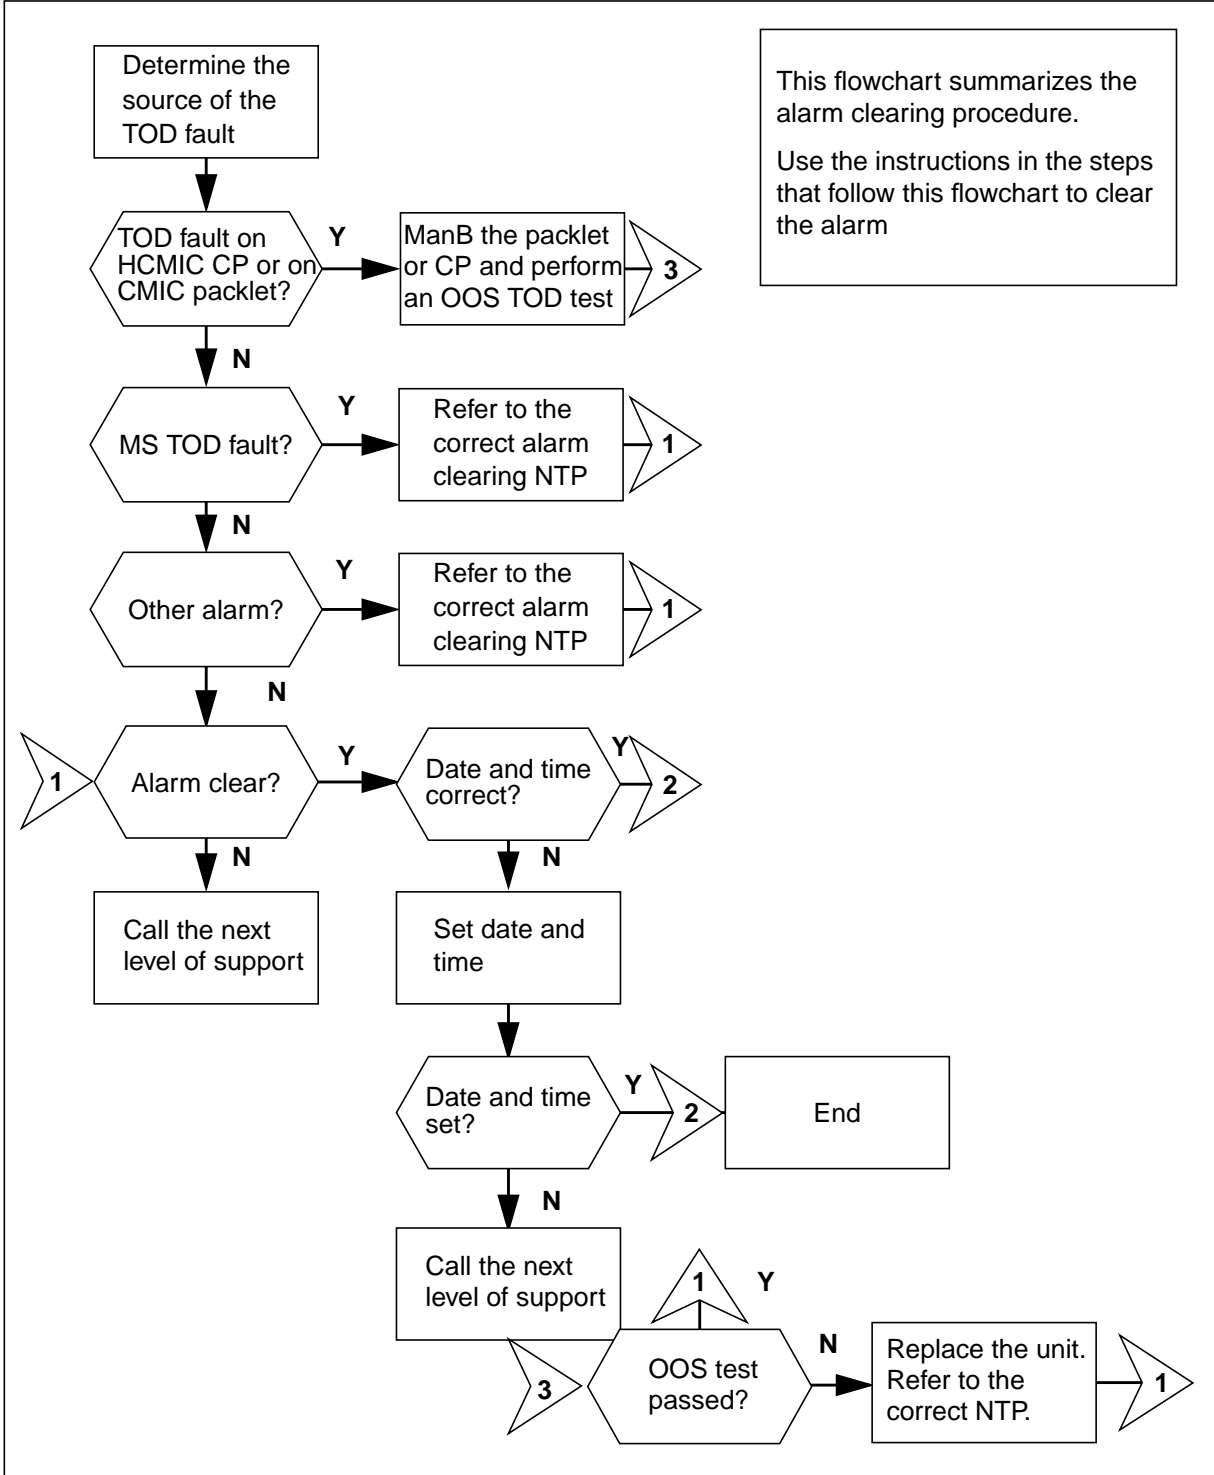 Determine the
source of the
TOD fault
This flowchart summarizes the
alarm clearing procedure.
Use the instructions in the steps
that follow this flowchart to clear
the alarm
TOD fault on
HCMIC CP or on
CMIC packlet?
Y
ManB the packlet
or CP and perform
an OOS TOD test
3
N
MS TOD fault?
Y
Refer to the
correct alarm
clearing NTP
1
N
Other alarm?
Y
Refer to the
correct alarm
clearing NTP
1
N
1
Alarm clear?
Y
Date and time
correct?
Y
2
N
N
Call the next
level of support
Set date and
time
Date and time
set?
Y
2
End
N
Call the next
level of support
1
Y
3
OOS test
passed?
N
Replace the unit.
Refer to the
correct NTP.
1